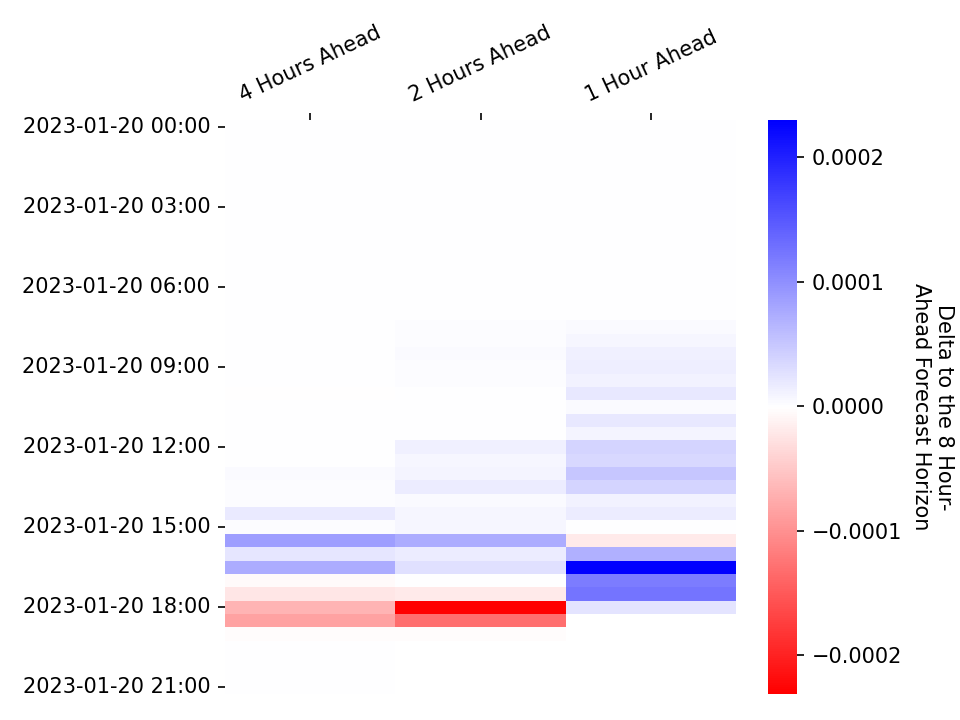 4 Hours Ahead
2 Hours Ahead
1 Hour Ahead
2023-01-20 00:00
2023-01-20 03:00
2023-01-20 06:00
2023-01-20 09:00
2023-01-20 12:00
2023-01-20 15:00
2023-01-20 18:00
2023-01-20 21:00
0.0002
0.0001
0.0000
−0.0001
−0.0002
Delta to the 8 Hour-
Ahead Forecast Horizon